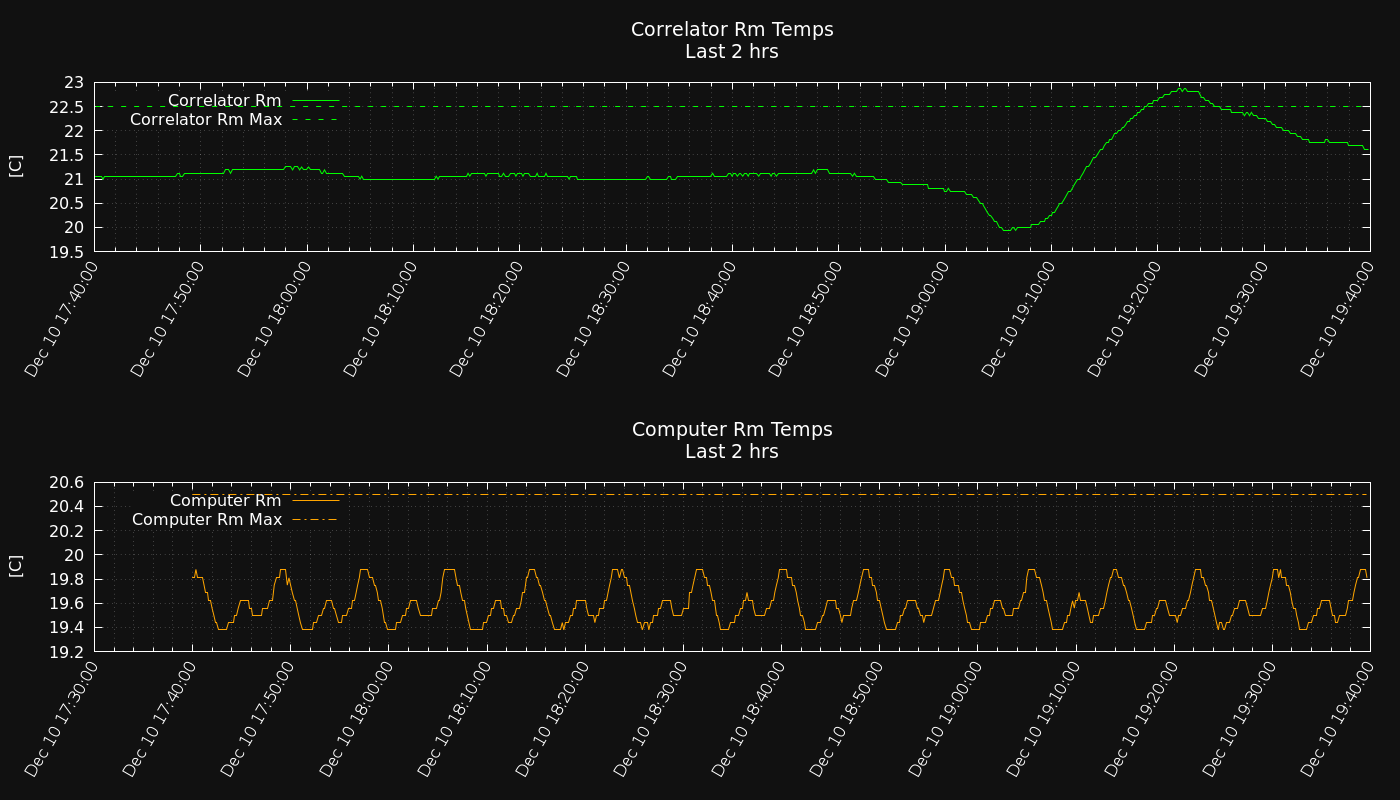 Correlator Rm Temps
Last 2 hrs
Correlator Rm
Correlator Rm Max
[C]
23
22.5
22
21.5
21
20.5
20
19.5
Dec 10 17:40:00
Dec 10 17:50:00
Dec 10 18:00:00
Dec 10 18:10:00
Dec 10 18:20:00
Dec 10 18:30:00
Dec 10 18:40:00
Dec 10 18:50:00
Dec 10 19:00:00
Dec 10 19:10:00
Dec 10 19:20:00
Dec 10 19:30:00
Dec 10 19:40:00
Computer Rm Temps
Last 2 hrs
Computer Rm
Computer Rm Max
[C]
20.6
20.4
20.2
20
19.8
19.6
19.4
19.2
Dec 10 17:30:00
Dec 10 17:40:00
Dec 10 17:50:00
Dec 10 18:00:00
Dec 10 18:10:00
Dec 10 18:20:00
Dec 10 18:30:00
Dec 10 18:40:00
Dec 10 18:50:00
Dec 10 19:00:00
Dec 10 19:10:00
Dec 10 19:20:00
Dec 10 19:30:00
Dec 10 19:40:00